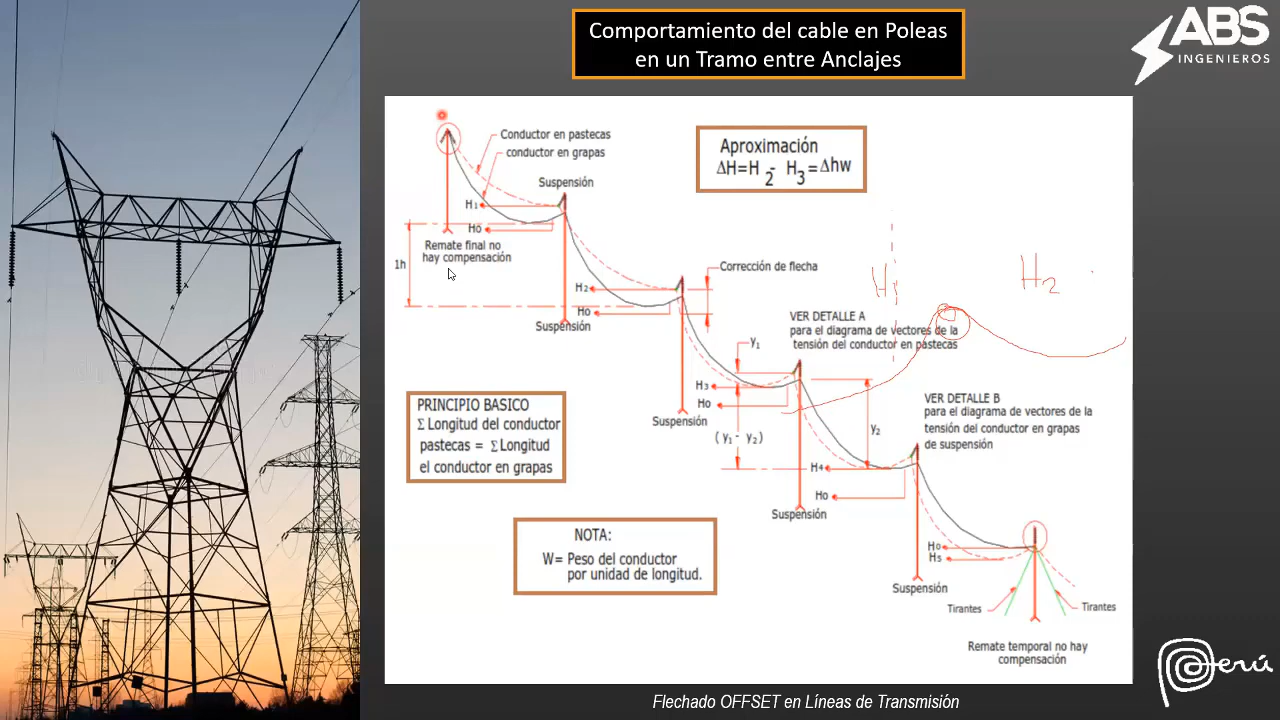 Comportamiento del cable en Poleas
en un Tramo entre Anclajes
ABS
INGENIEROS
Conductor en pastecas
conductor en grapas
Suspensión
Aproximación
ΔH=H2 - H3=Δhw
H1
Ho
Remate final no
hay compensación
1h
Corrección de flecha
H2
Ho
Suspensión
H1
H2
VER DETALLE A
para el diagrama de vectores de la
tensión del conductor en pastecas
y1
H3
Ho
Suspensión
(y1- y2)
y2
PRINCIPIO BASICO
Σ Longitud del conductor
pastecas = Σ Longitud
el conductor en grapas
VER DETALLE B
para el diagrama de vectores de la
tensión del conductor en grapas
de suspensión
H4
Ho
Suspensión
NOTA:
W= Peso del conductor
por unidad de longitud.
Ho
H5
Suspensión
Tirantes
Tirantes
Remate temporal no hay
compensación
Perú
Flechado OFFSET en Líneas de Transmisión